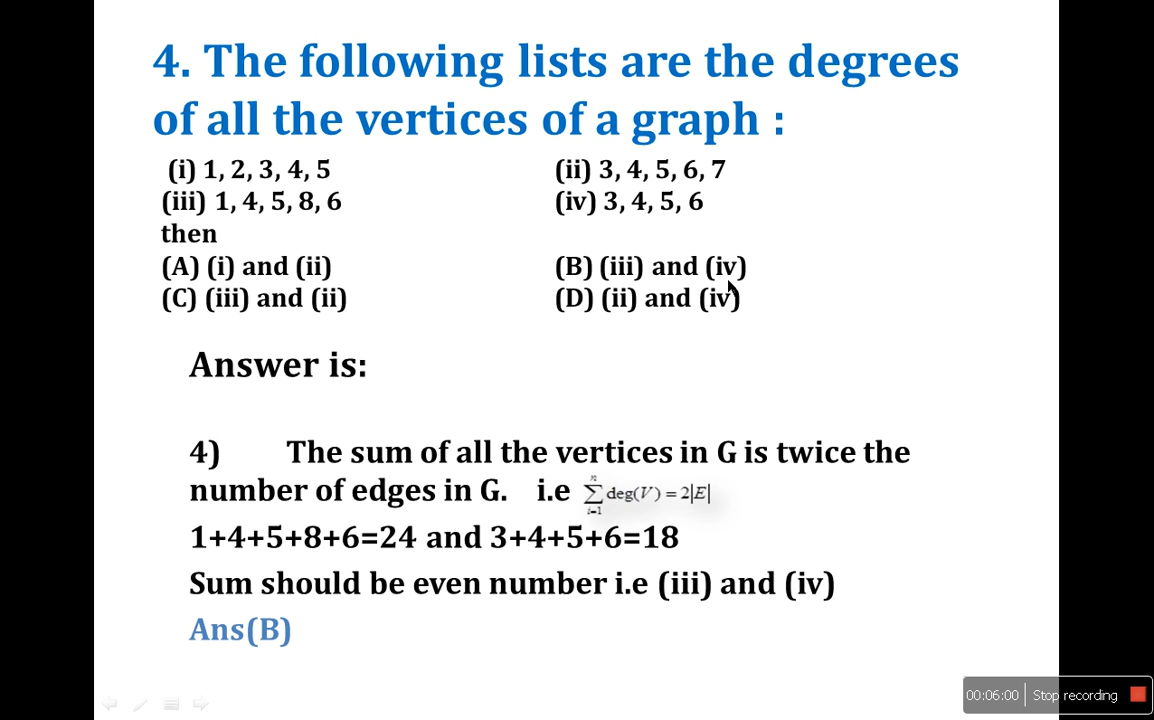 4. The following lists are the degrees
of all the vertices of a graph :
(i) 1, 2, 3, 4, 5 (ii) 3, 4, 5, 6, 7
(iii) 1, 4, 5, 8, 6 (iv) 3, 4, 5, 6
then
(A) (i) and (ii) (B) (iii) and (iv)
(C) (iii) and (ii) (D) (ii) and (iv)
Answer is:
4) The sum of all the vertices in G is twice the
number of edges in G. i.e ∑ⁿᵢ₌₁ deg(V) = 2|E|
1+4+5+8+6=24 and 3+4+5+6=18
Sum should be even number i.e (iii) and (iv)
Ans(B)
00:06:00 Stop recording